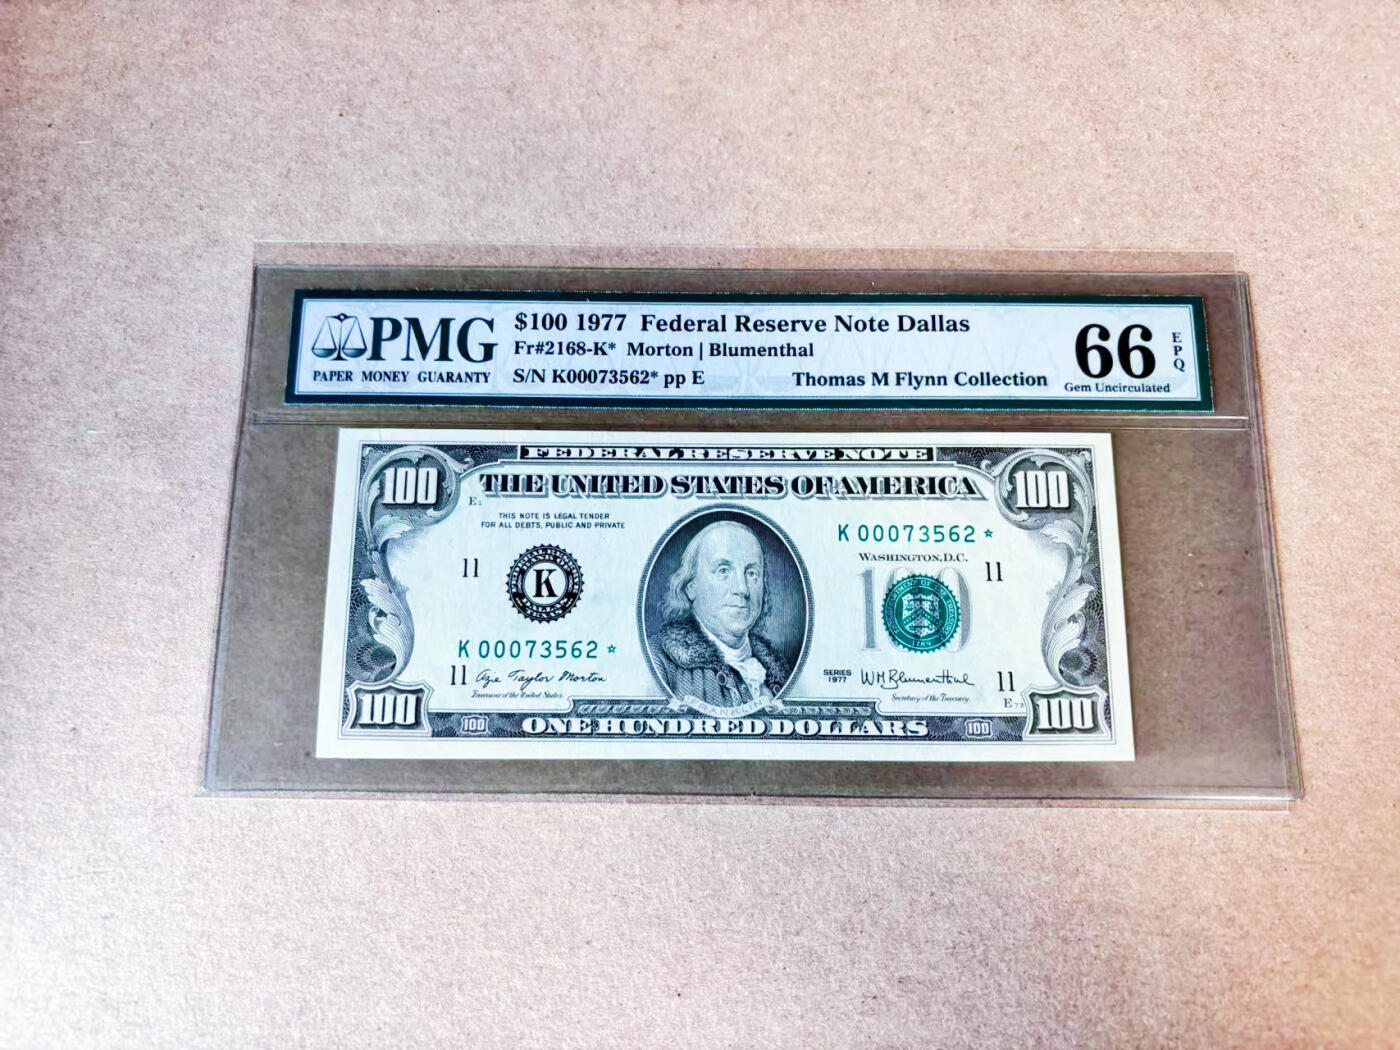 PMG
PAPER MONEY GUARANTY
$100 1977 Federal Reserve Note Dallas
Fr#2168-K* Morton | Blumenthal
S/N K00073562* pp E
Thomas M Flynn Collection
66
EPQ
Gem Uncirculated
FEDERAL RESERVE NOTE
100
THE UNITED STATES OF AMERICA
100
THIS NOTE IS LEGAL TENDER
FOR ALL DEBTS, PUBLIC AND PRIVATE
K 00073562 *
WASHINGTON, D.C.
11
K
100
11
K 00073562 *
11
Azie Taylor Morton
Treasurer of the United States.
SERIES
1977
W M Blumenthal
Secretary of the Treasury.
11
FRANKLIN
100
100
ONE HUNDRED DOLLARS
100
100